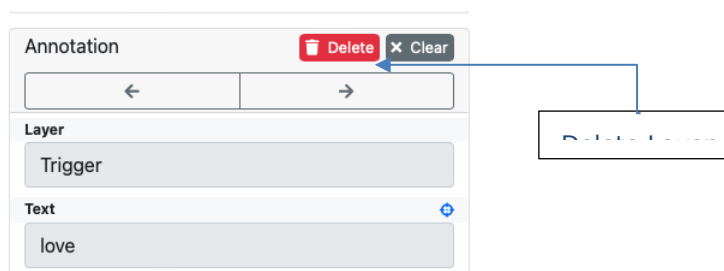 Annotation
Delete
Clear
Layer
Trigger
Text
love